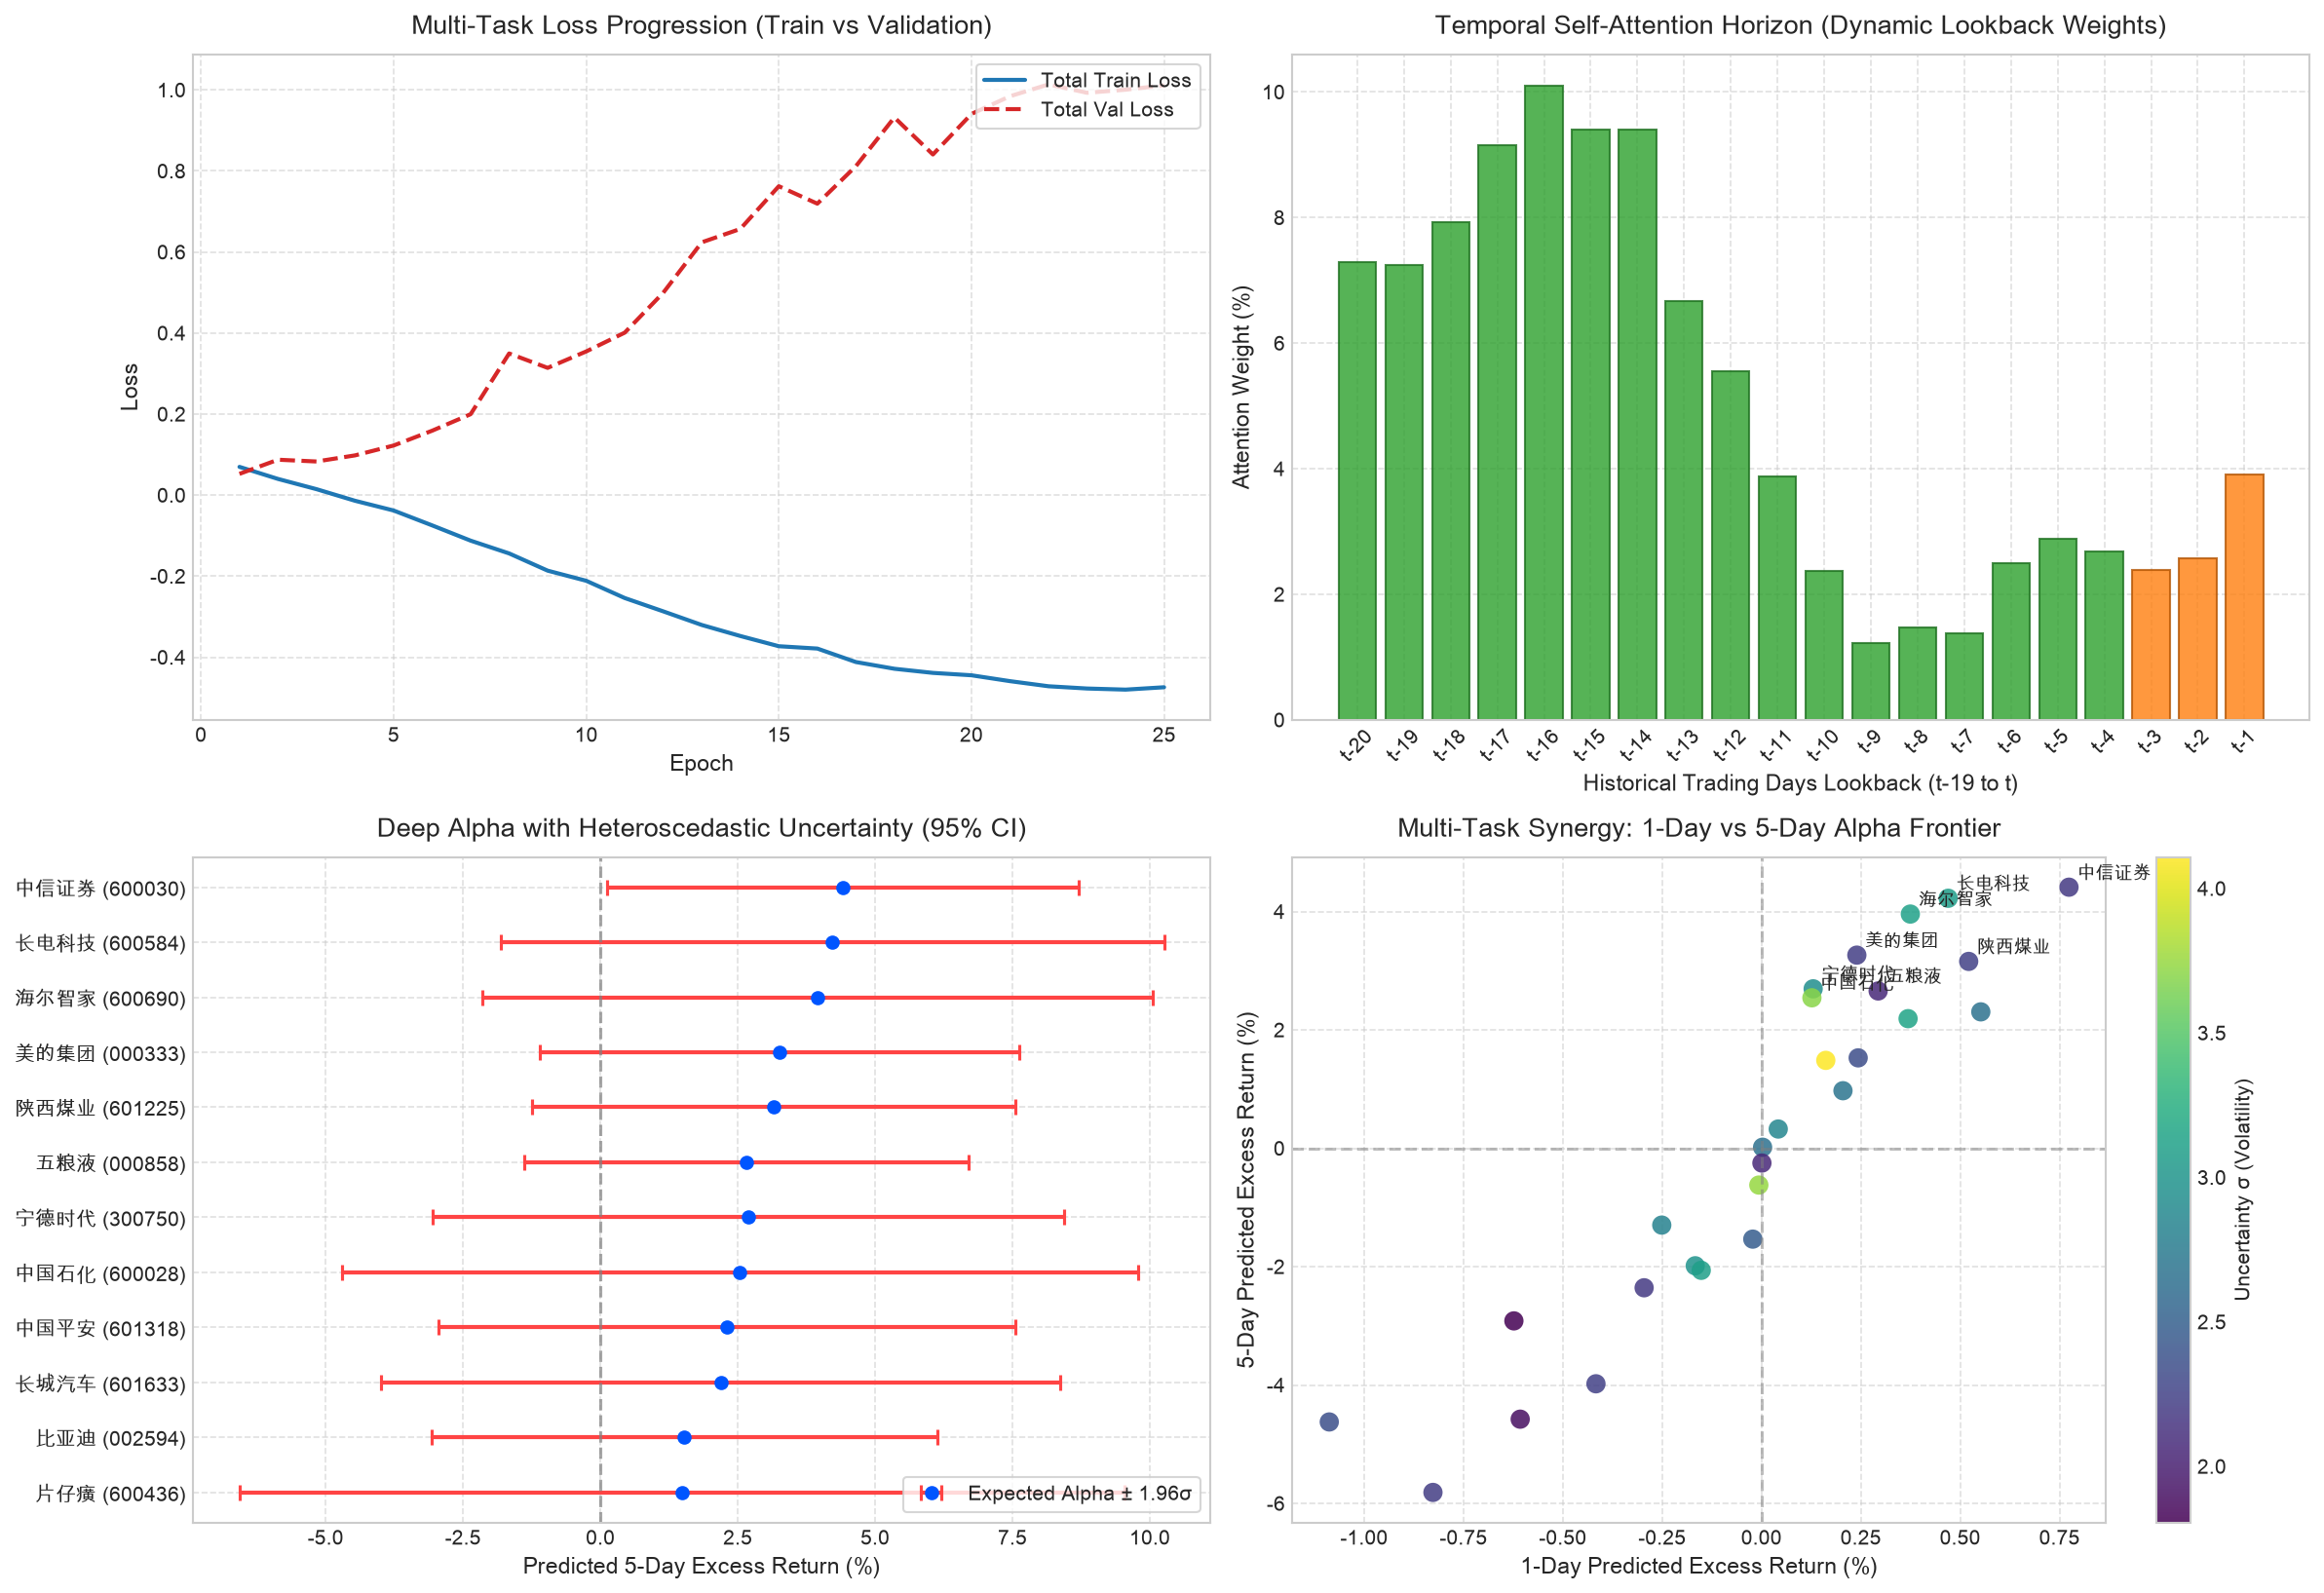 Multi-Task Loss Progression (Train vs Validation)
Total Train Loss
Total Val Loss
1.0
0.8
0.6
0.4
0.2
0.0
-0.2
-0.4
Loss
0 5 10 15 20 25
Epoch
Temporal Self-Attention Horizon (Dynamic Lookback Weights)
10
8
6
4
2
0
Attention Weight (%)
t-20 t-19 t-18 t-17 t-16 t-15 t-14 t-13 t-12 t-11 t-10 t-9 t-8 t-7 t-6 t-5 t-4 t-3 t-2 t-1
Historical Trading Days Lookback (t-19 to t)
Deep Alpha with Heteroscedastic Uncertainty (95% CI)
中信证券 (600030)
长电科技 (600584)
海尔智家 (600690)
美的集团 (000333)
陕西煤业 (601225)
五粮液 (000858)
宁德时代 (300750)
中国石化 (600028)
中国平安 (601318)
长城汽车 (601633)
比亚迪 (002594)
片仔癀 (600436)
Expected Alpha ± 1.96σ
-5.0 -2.5 0.0 2.5 5.0 7.5 10.0
Predicted 5-Day Excess Return (%)
Multi-Task Synergy: 1-Day vs 5-Day Alpha Frontier
中信证券
长电科技
海尔智家
美的集团
陕西煤业
宁德时代
五粮液
中国石化
4
2
0
-2
-4
-6
5-Day Predicted Excess Return (%)
-1.00 -0.75 -0.50 -0.25 0.00 0.25 0.50 0.75
1-Day Predicted Excess Return (%)
4.0
3.5
3.0
2.5
2.0
Uncertainty σ (Volatility)